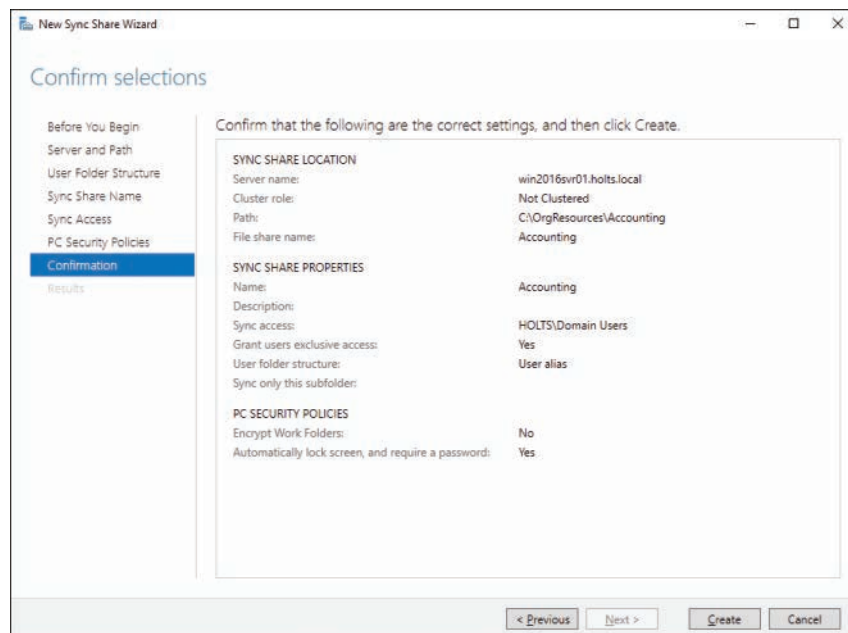 New Sync Share Wizard
Confirm selections
Before You Begin
Server and Path
User Folder Structure
Sync Share Name
Sync Access
PC Security Policies
Confirmation
Results
Confirm that the following are the correct settings, and then click Create.
SYNC SHARE LOCATION
Server name: win2016svr01.holts.local
Cluster role: Not Clustered
Path: C:\OrgResources\Accounting
File share name: Accounting
SYNC SHARE PROPERTIES
Name: Accounting
Description:
Sync access: HOLTS\Domain Users
Grant users exclusive access: Yes
User folder structure: User alias
Sync only this subfolder:
PC SECURITY POLICIES
Encrypt Work Folders: No
Automatically lock screen, and require a password: Yes
< Previous Next > Create Cancel